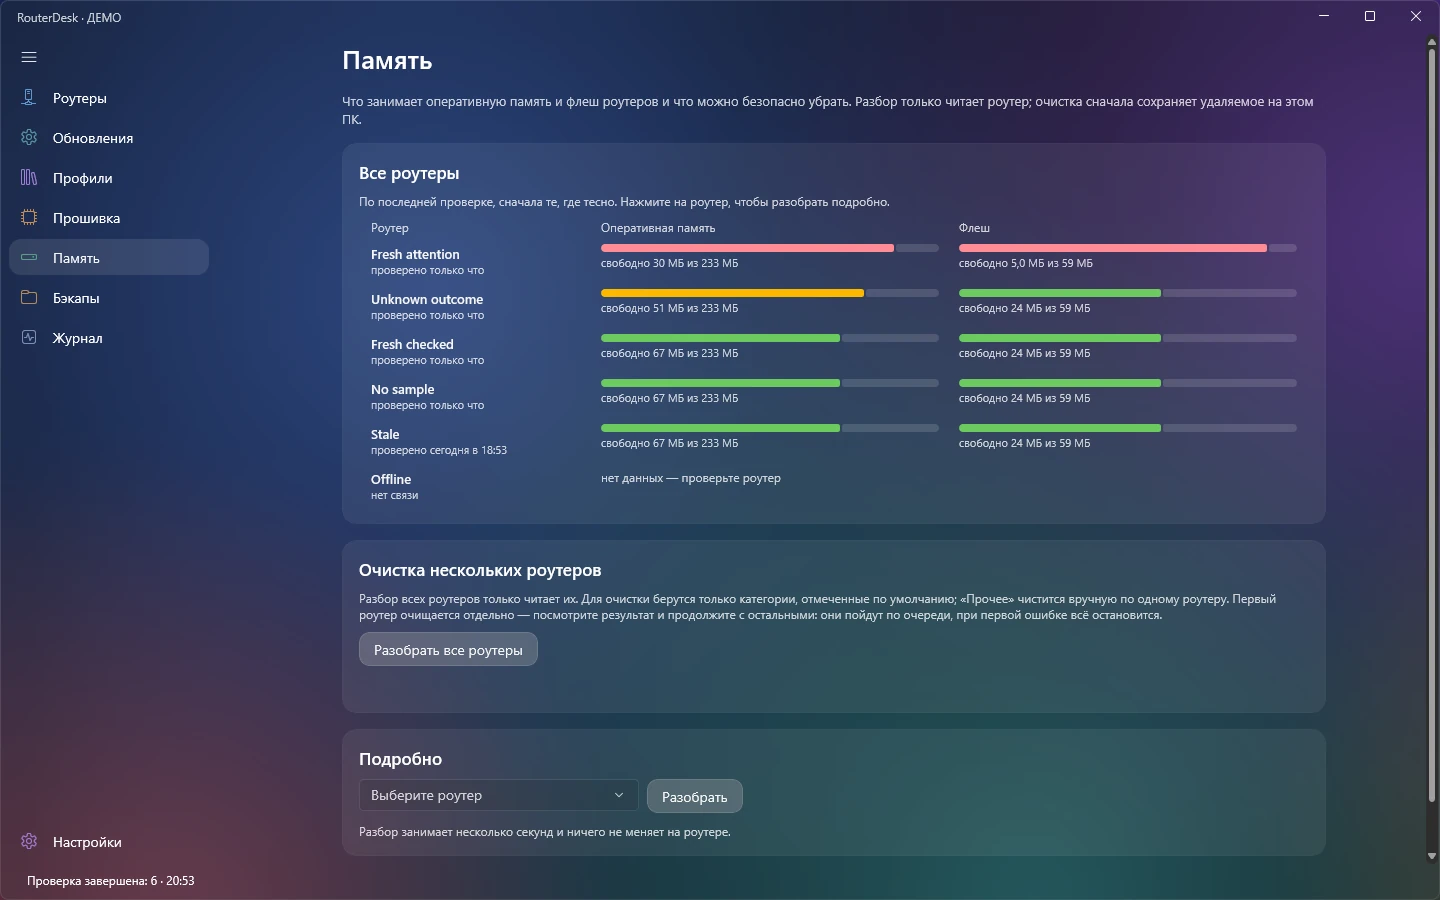 RouterDesk · ДЕМО
Роутеры
Обновления
Профили
Прошивка
Память
Бэкапы
Журнал
Настройки
Проверка завершена: 6 · 20:53
Память
Что занимает оперативную память и флеш роутеров и что можно безопасно убрать. Разбор только читает роутер; очистка сначала сохраняет удаляемое на этом
ПК.
Все роутеры
По последней проверке, сначала те, где тесно. Нажмите на роутер, чтобы разобрать подробно.
Роутер Оперативная память Флеш
Fresh attention
проверено только что
свободно 30 МБ из 233 МБ
свободно 5,0 МБ из 59 МБ
Unknown outcome
проверено только что
свободно 51 МБ из 233 МБ
свободно 24 МБ из 59 МБ
Fresh checked
проверено только что
свободно 67 МБ из 233 МБ
свободно 24 МБ из 59 МБ
No sample
проверено только что
свободно 67 МБ из 233 МБ
свободно 24 МБ из 59 МБ
Stale
проверено сегодня в 18:53
свободно 67 МБ из 233 МБ
свободно 24 МБ из 59 МБ
Offline
нет связи
нет данных — проверьте роутер
Очистка нескольких роутеров
Разбор всех роутеров только читает их. Для очистки берутся только категории, отмеченные по умолчанию; «Прочее» чистится вручную по одному роутеру. Первый
роутер очищается отдельно — посмотрите результат и продолжите с остальными: они пойдут по очереди, при первой ошибке всё остановится.
Разобрать все роутеры
Подробно
Выберите роутер
Разобрать
Разбор занимает несколько секунд и ничего не меняет на роутере.